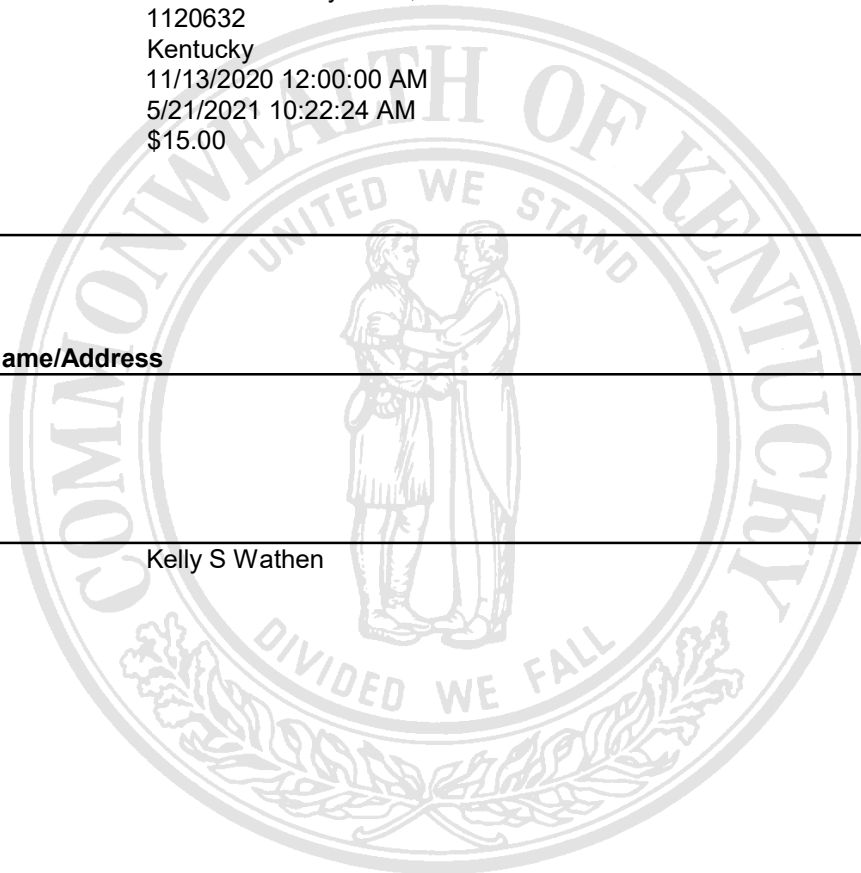 1120632
Kentucky
11/13/2020 12:00:00 AM
5/21/2021 10:22:24 AM
$15.00
COMMONWEALTH OF KENTUCKY
UNITED WE STAND
ame/Address
Kelly S Wathen
DIVIDED WE FALL